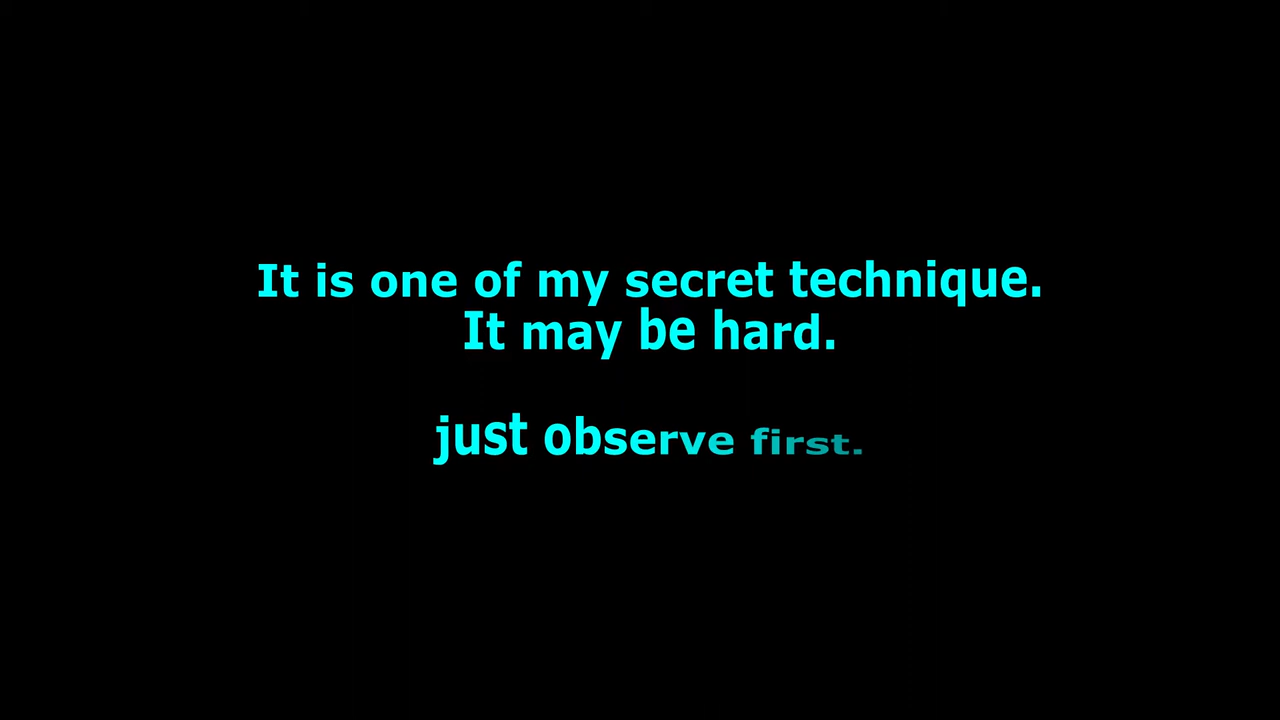 It is one of my secret technique.
It may be hard.
just observe first.